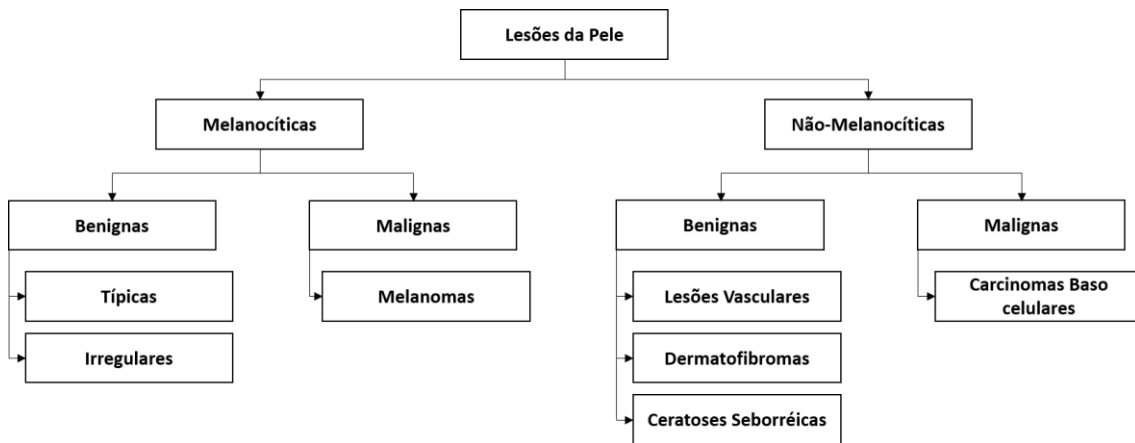 Lesões da Pele
Melanocíticas
Não-Melanocíticas
Benignas
Malignas
Benignas
Malignas
Típicas
Melanomas
Lesões Vasculares
Carcinomas Baso
celulares
Irregulares
Dermatofibromas
Ceratoses Seborréicas